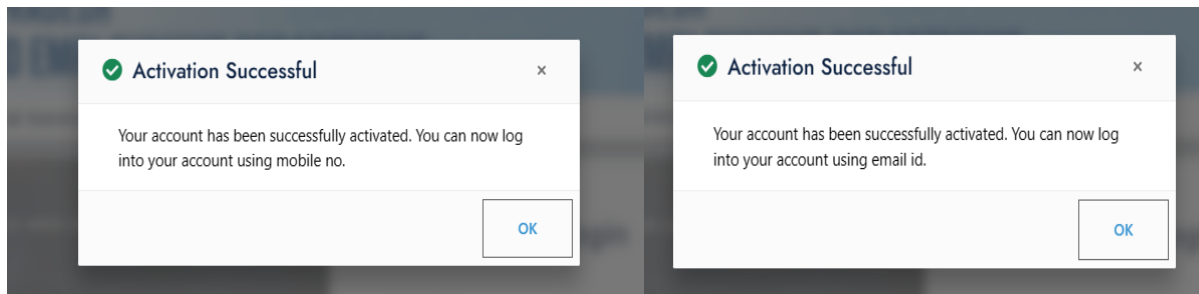 Activation Successful
×
Your account has been successfully activated. You can now log
into your account using mobile no.
OK
Activation Successful
×
Your account has been successfully activated. You can now log
into your account using email id.
OK